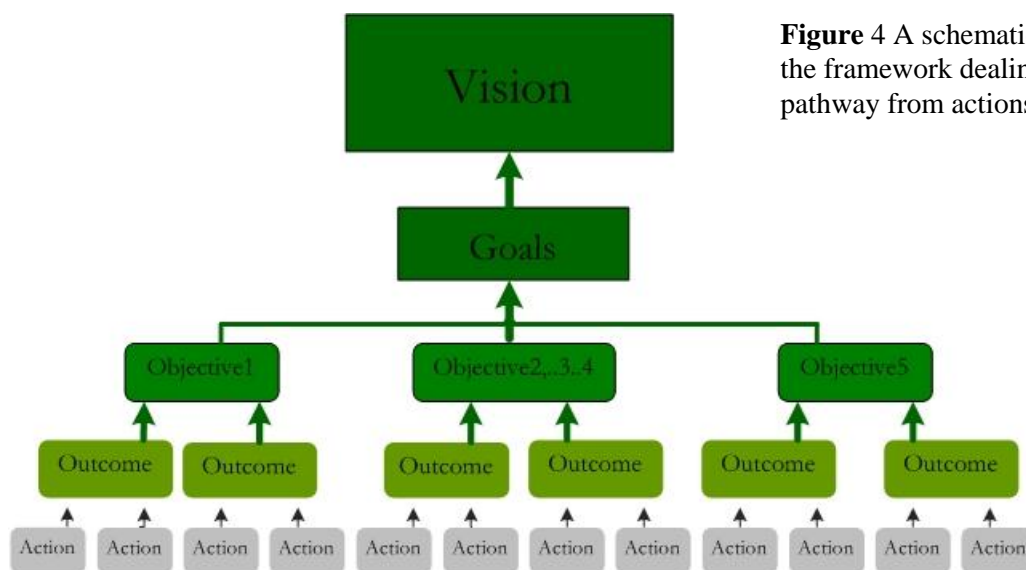 Vision
Figure 4 A schemati
the framework dealin
pathway from actions
Goals
Objective1 Objective2,..3..4 Objective5
Outcome Outcome Outcome Outcome Outcome Outcome
Action Action Action Action Action Action Action Action Action Action Action Action